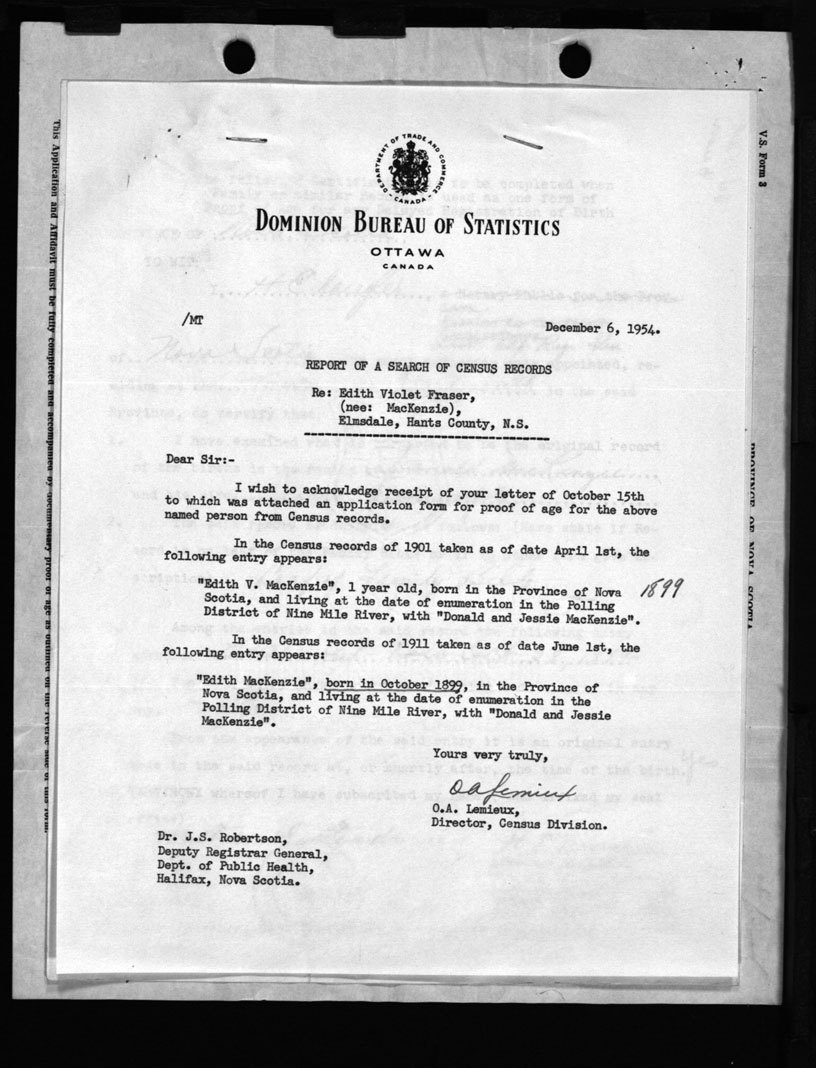 DEPARTMENT OF TRADE AND COMMERCE
CANADA
DOMINION BUREAU OF STATISTICS
OTTAWA
CANADA
/MT
December 6, 1954.
REPORT OF A SEARCH OF CENSUS RECORDS
Re: Edith Violet Fraser,
(nee: MacKenzie),
Elmsdale, Hants County, N.S.
Dear Sir:-
I wish to acknowledge receipt of your letter of October 15th
to which was attached an application form for proof of age for the above
named person from Census records.
In the Census records of 1901 taken as of date April 1st, the
following entry appears:
"Edith V. MacKenzie", 1 year old, born in the Province of Nova
Scotia, and living at the date of enumeration in the Polling
District of Nine Mile River, with "Donald and Jessie MacKenzie".
1899
In the Census records of 1911 taken as of date June 1st, the
following entry appears:
"Edith MacKenzie", born in October 1899, in the Province of
Nova Scotia, and living at the date of enumeration in the
Polling District of Nine Mile River, with "Donald and Jessie
MacKenzie".
Yours very truly,
OA Lemieux
O.A. Lemieux,
Director, Census Division.
Dr. J.S. Robertson,
Deputy Registrar General,
Dept. of Public Health,
Halifax, Nova Scotia.
This Application and Affidavit must be fully completed and accompanied by documentary proof of age as outlined on the reverse side of this form.
V.S. Form 3
PROVINCE OF NOVA SCOTIA